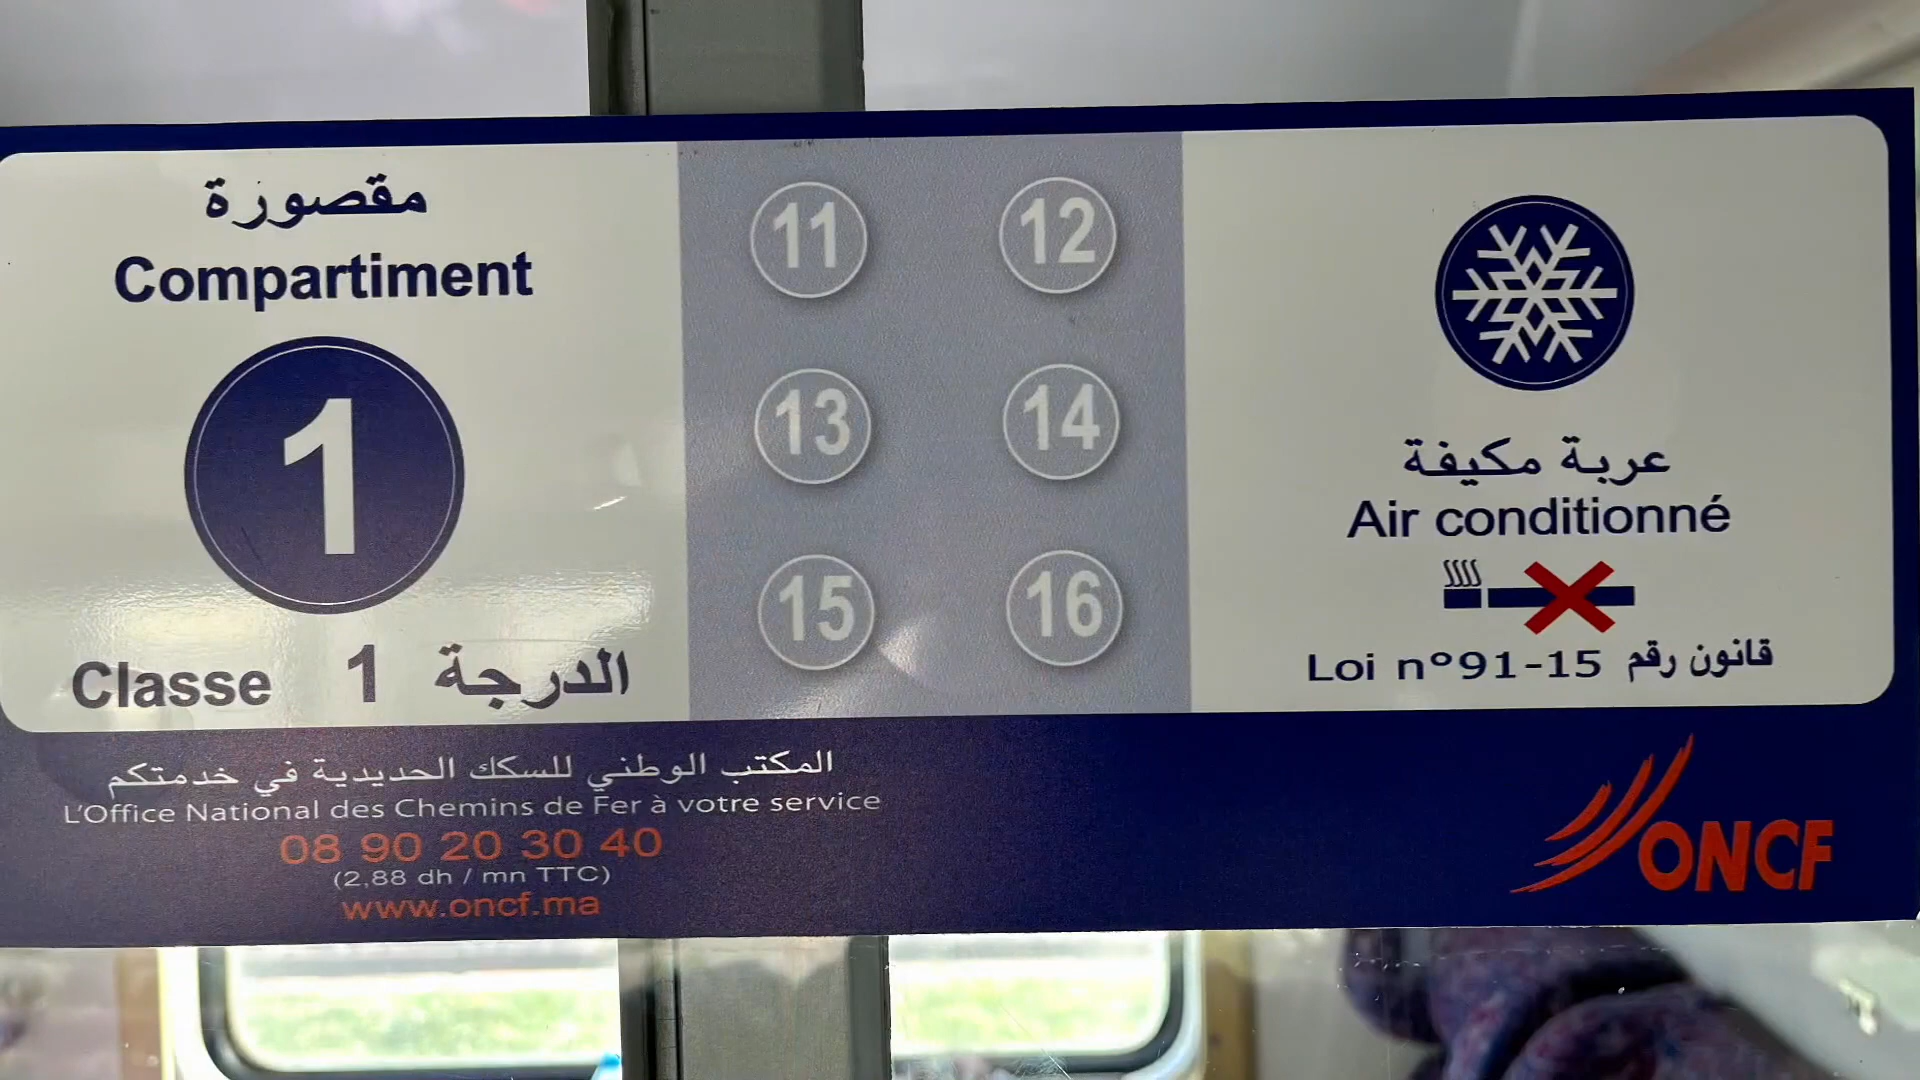 مقصورة
Compartiment
1
Classe 1 الدرجة
11 12
13 14
15 16
عربة مكيفة
Air conditionné
Loi n°91-15 قانون رقم
المكتب الوطني للسكك الحديدية في خدمتكم
L'Office National des Chemins de Fer à votre service
08 90 20 30 40
(2,88 dh / mn TTC)
www.oncf.ma
ONCF